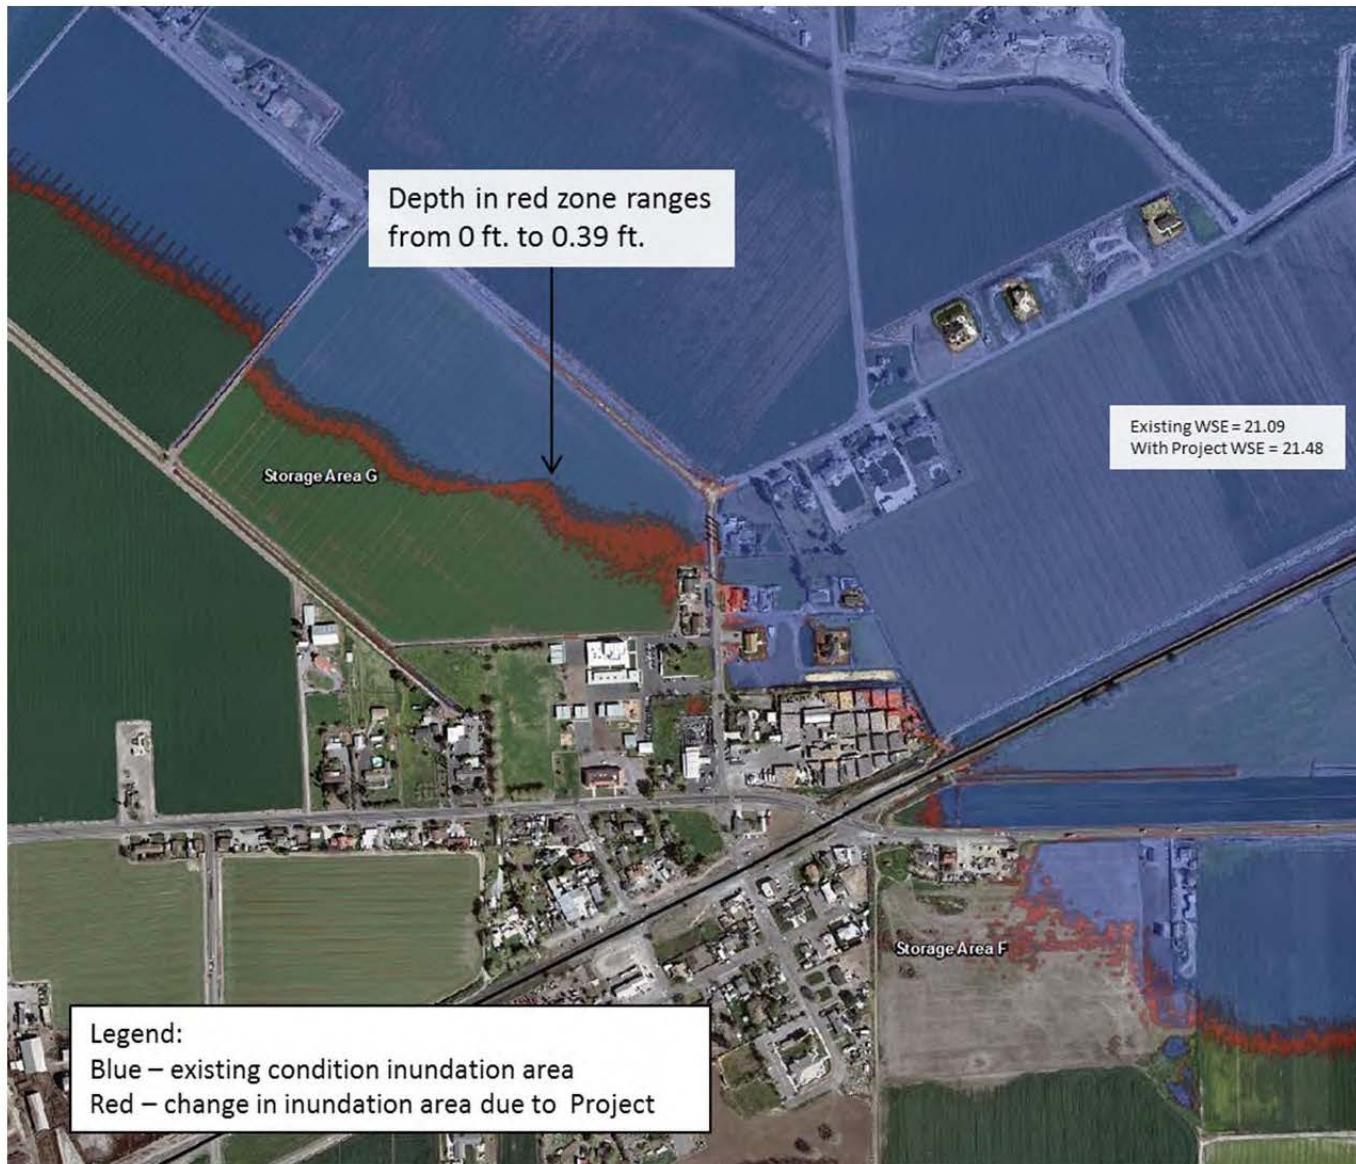 Depth in red zone ranges
from 0 ft. to 0.39 ft.
Existing WSE = 21.09
With Project WSE = 21.48
Storage Area G
Storage Area F
Legend:
Blue – existing condition inundation area
Red – change in inundation area due to Project